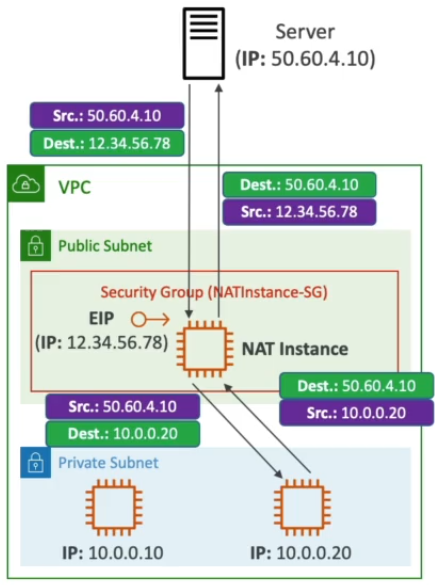 Server
(IP: 50.60.4.10)
Src.: 50.60.4.10
Dest.: 12.34.56.78
VPC
Dest.: 50.60.4.10
Src.: 12.34.56.78
Public Subnet
Security Group (NATInstance-SG)
EIP
(IP: 12.34.56.78)
NAT Instance
Dest.: 50.60.4.10
Src.: 10.0.0.20
Src.: 50.60.4.10
Dest.: 10.0.0.20
Private Subnet
IP: 10.0.0.10
IP: 10.0.0.20